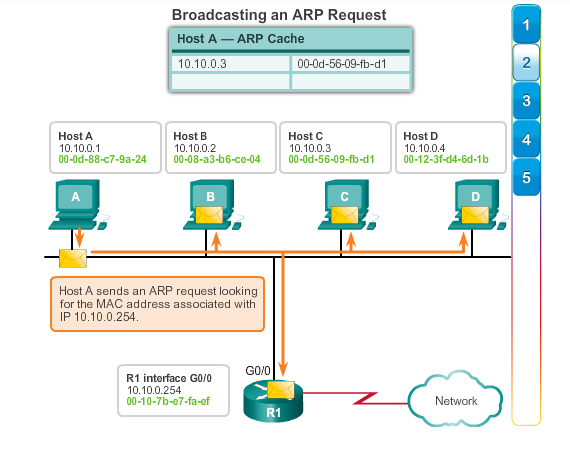 Broadcasting an ARP Request
Host A — ARP Cache
10.10.0.3 00-0d-56-09-fb-d1
1
2
3
4
5
Host A
10.10.0.1
00-0d-88-c7-9a-24
Host B
10.10.0.2
00-08-a3-b6-ce-04
Host C
10.10.0.3
00-0d-56-09-fb-d1
Host D
10.10.0.4
00-12-3f-d4-6d-1b
A
B
C
D
Host A sends an ARP request looking
for the MAC address associated with
IP 10.10.0.254.
R1 interface G0/0
10.10.0.254
00-10-7b-e7-fa-ef
G0/0
R1
Network